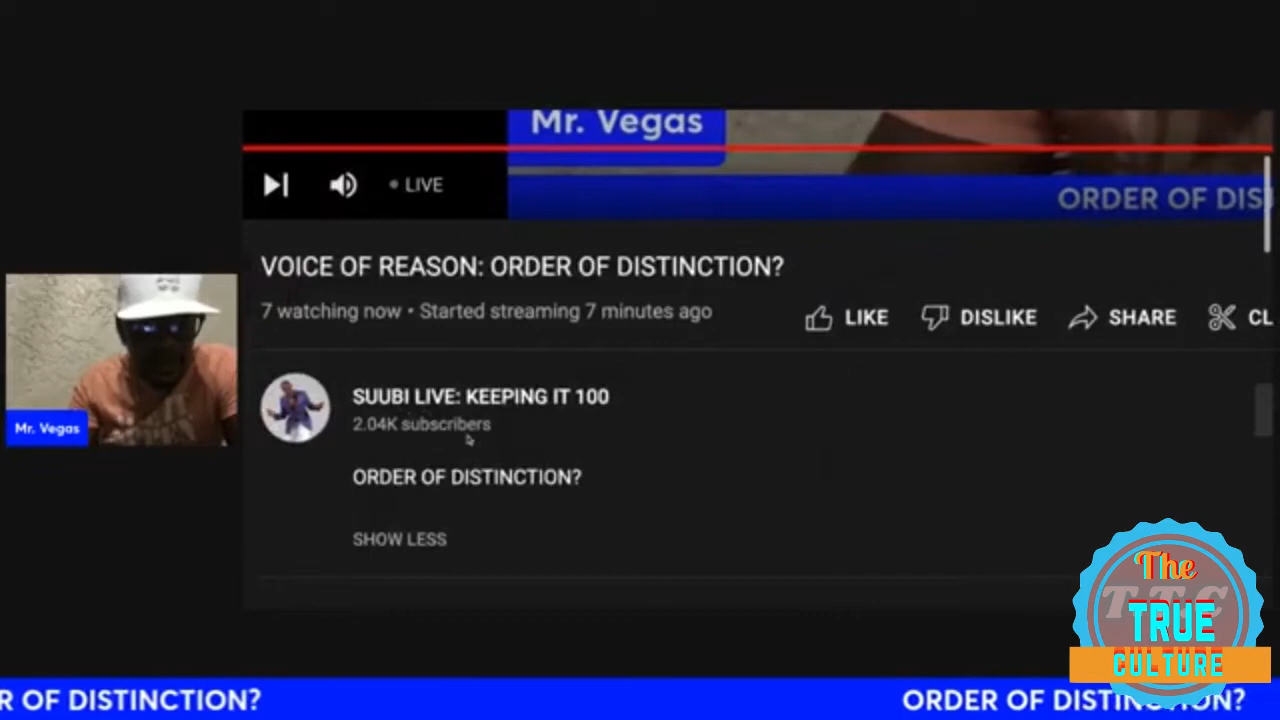 Mr. Vegas
LIVE
ORDER OF DIS
VOICE OF REASON: ORDER OF DISTINCTION?
7 watching now • Started streaming 7 minutes ago
LIKE
DISLIKE
SHARE
CL
SUUBI LIVE: KEEPING IT 100
2.04K subscribers
Mr. Vegas
ORDER OF DISTINCTION?
SHOW LESS
The
T.T.C
TRUE
CULTURE
R OF DISTINCTION?
ORDER OF DISTINCTION?